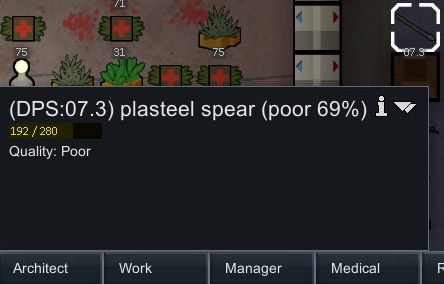 71
75
31
75
07.3
(DPS:07.3) plasteel spear (poor 69%)
192 / 280
Quality: Poor
Architect
Work
Manager
Medical
R